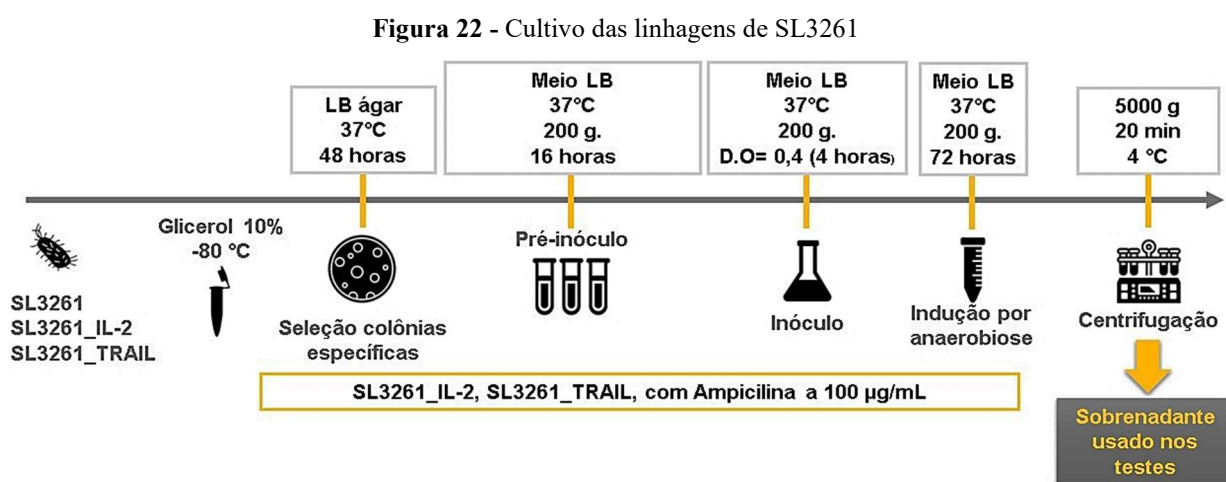 Figura 22 - Cultivo das linhagens de SL3261
LB ágar
37°C
48 horas
Meio LB
37°C
200 g.
16 horas
Meio LB
37°C
200 g.
D.O= 0,4 (4 horas)
Meio LB
37°C
200 g.
72 horas
5000 g
20 min
4 °C
SL3261
SL3261_IL-2
SL3261_TRAIL
Glicerol 10%
-80 °C
Seleção colônias
específicas
Pré-inóculo
Inóculo
Indução por
anaerobiose
Centrifugação
SL3261_IL-2, SL3261_TRAIL, com Ampicilina a 100 µg/mL
Sobrenadante
usado nos
testes